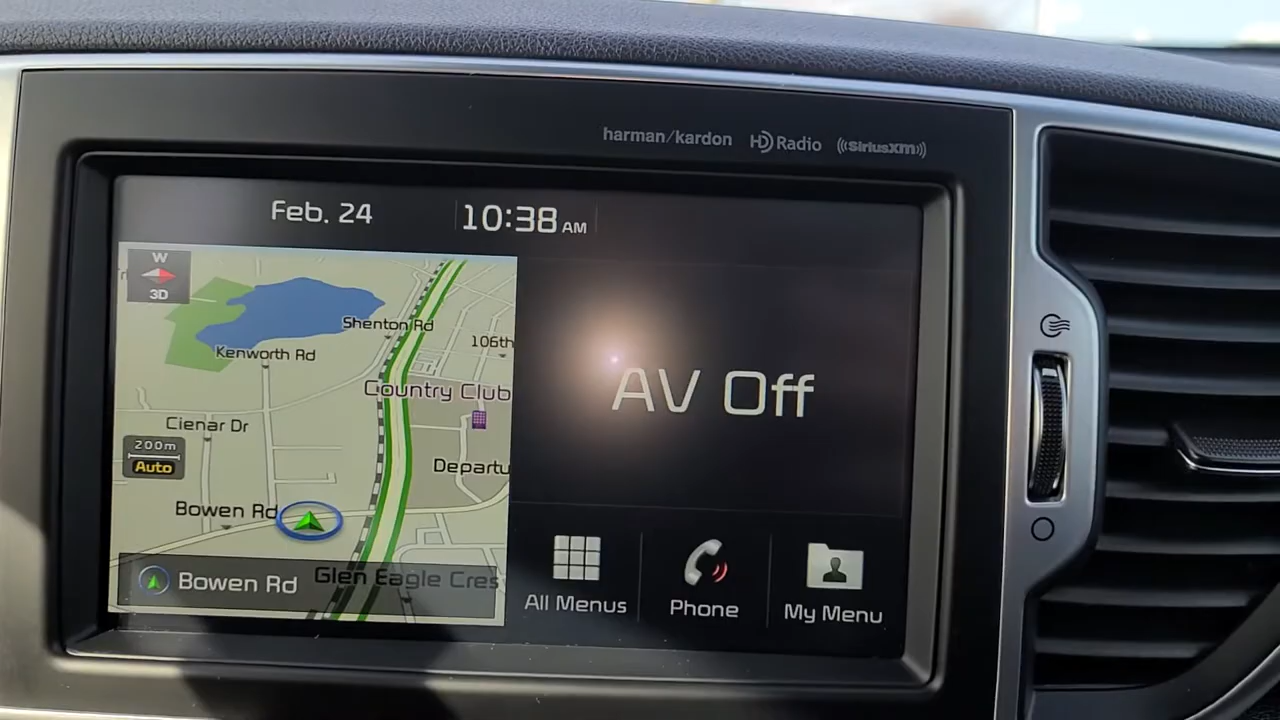 harman/kardon HD Radio ((SiriusXM))
Feb. 24 10:38 AM
W
3D
Shenton Rd
106th
Kenworth Rd
Country Club
Cienar Dr
200m
Auto
Departu
AV Off
Bowen Rd
Bowen Rd
Glen Eagle Cres
All Menus
Phone
My Menu